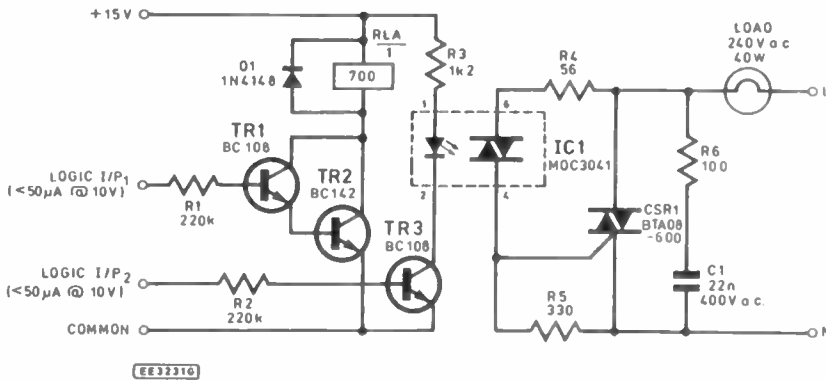 +15V
RLA
1
D1
1N4148
700
R3
1k2
R4
56
LOAD
240V a c
40W
L
1
6
IC1
MOC3041
2
4
R6
100
TR1
BC108
TR2
BC142
TR3
BC108
LOGIC I/P1
(<50µA @ 10V)
R1
220k
CSR1
BTA08
-600
LOGIC I/P2
(<50µA @ 10V)
R2
220k
C1
22n
400V a c.
R5
330
COMMON
N
EE3231G